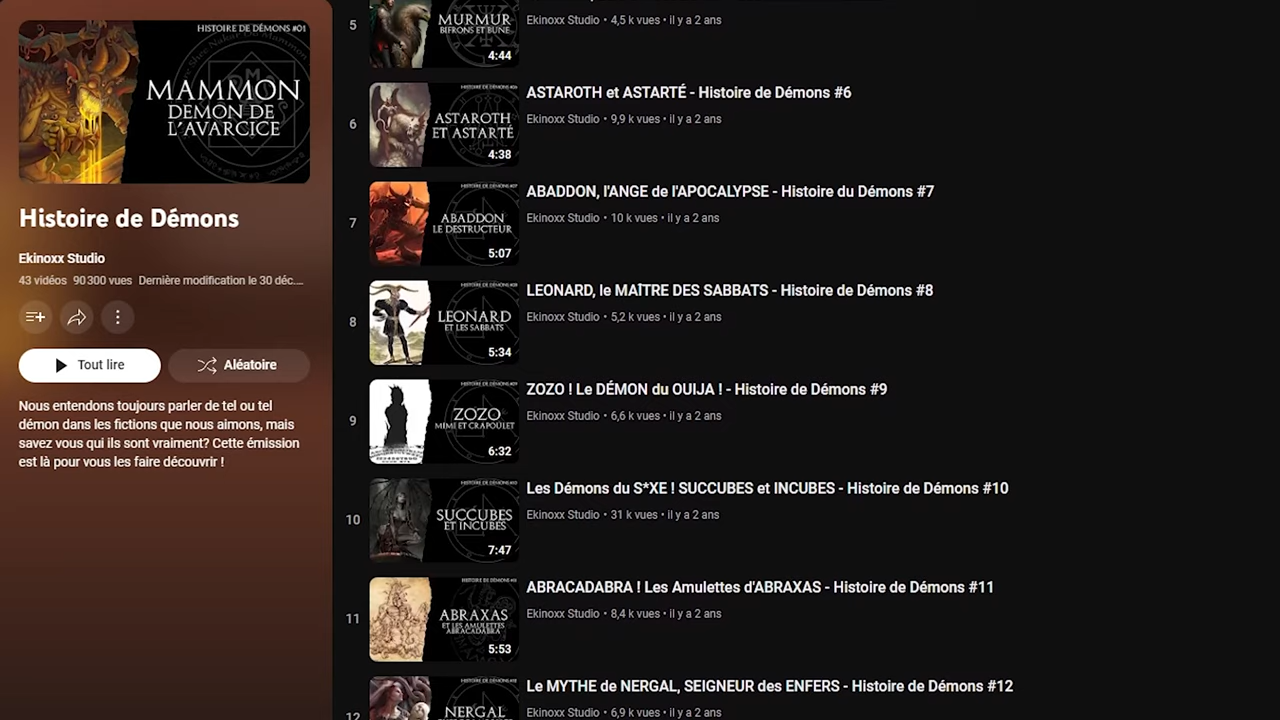 HISTOIRE DE DÉMONS #01
MAMMON
DEMON DE
L'AVARCICE
Histoire de Démons
Ekinoxx Studio
43 vidéos 90 300 vues Dernière modification le 30 déc....
Tout lire
Aléatoire
Nous entendons toujours parler de tel ou tel
démon dans les fictions que nous aimons, mais
savez vous qui ils sont vraiment? Cette émission
est là pour vous les faire découvrir !
5
MURMUR
BIFRONS ET BUNE
4:44
Ekinoxx Studio • 4,5 k vues • il y a 2 ans
6
ASTAROTH
ET ASTARTÉ
4:38
ASTAROTH et ASTARTÉ - Histoire de Démons #6
Ekinoxx Studio • 9,9 k vues • il y a 2 ans
7
ABADDON
LE DESTRUCTEUR
5:07
ABADDON, l'ANGE de l'APOCALYPSE - Histoire du Démons #7
Ekinoxx Studio • 10 k vues • il y a 2 ans
8
LEONARD
ET LES SABBATS
5:34
LEONARD, le MAÎTRE DES SABBATS - Histoire de Démons #8
Ekinoxx Studio • 5,2 k vues • il y a 2 ans
9
ZOZO
MIMI ET CRAPOULET
6:32
ZOZO ! Le DÉMON du OUIJA ! - Histoire de Démons #9
Ekinoxx Studio • 6,6 k vues • il y a 2 ans
10
SUCCUBES
ET INCUBES
7:47
Les Démons du S*XE ! SUCCUBES et INCUBES - Histoire de Démons #10
Ekinoxx Studio • 31 k vues • il y a 2 ans
11
ABRAXAS
ET LES AMULETTES
ABRACADABRA
5:53
ABRACADABRA ! Les Amulettes d'ABRAXAS - Histoire de Démons #11
Ekinoxx Studio • 8,4 k vues • il y a 2 ans
12
NERGAL
Le MYTHE de NERGAL, SEIGNEUR des ENFERS - Histoire de Démons #12
Ekinoxx Studio • 6,9 k vues • il y a 2 ans